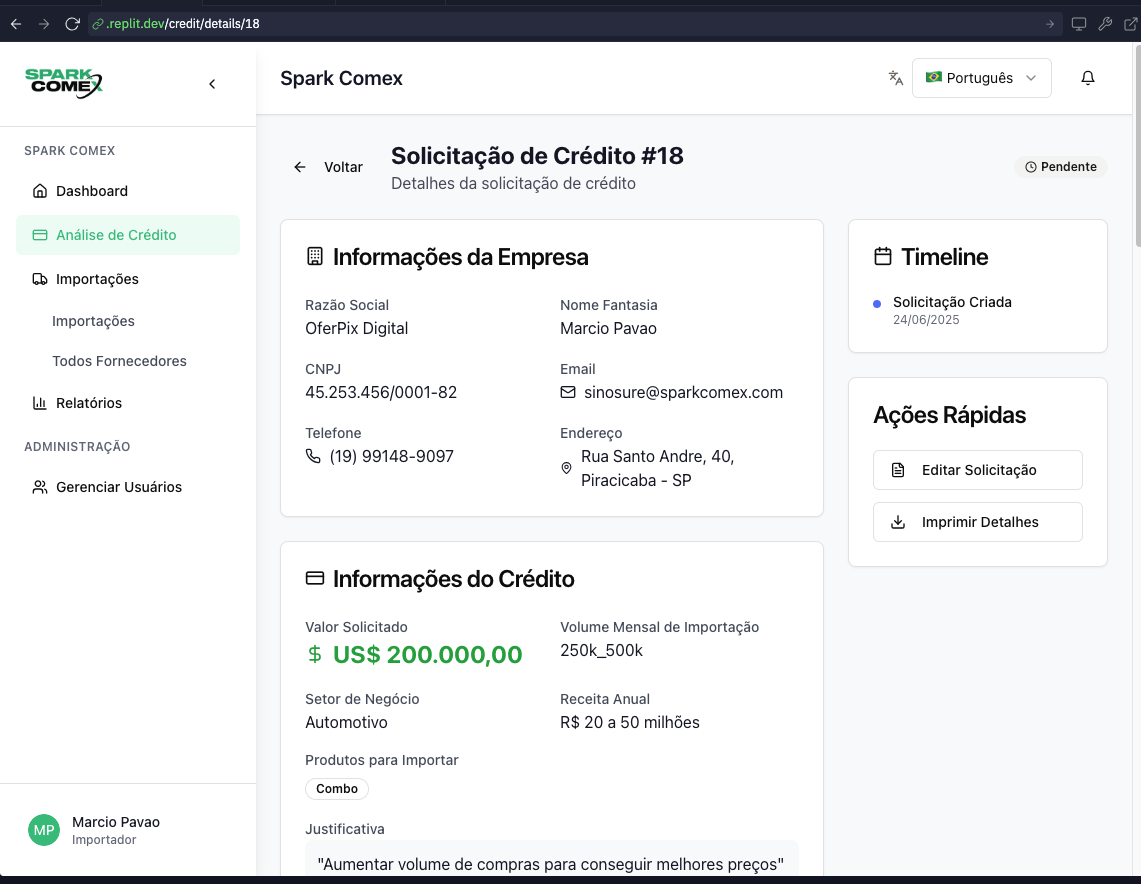 .replit.dev/credit/details/18
SPARK
COMEX
Spark Comex
Português
SPARK COMEX
Dashboard
Análise de Crédito
Importações
Importações
Todos Fornecedores
Relatórios
ADMINISTRAÇÃO
Gerenciar Usuários
MP
Marcio Pavao
Importador
Voltar
Solicitação de Crédito #18
Detalhes da solicitação de crédito
Pendente
Informações da Empresa
Razão Social
OferPix Digital
Nome Fantasia
Marcio Pavao
CNPJ
45.253.456/0001-82
Email
sinosure@sparkcomex.com
Telefone
(19) 99148-9097
Endereço
Rua Santo Andre, 40,
Piracicaba - SP
Informações do Crédito
Valor Solicitado
$ US$ 200.000,00
Volume Mensal de Importação
250k_500k
Setor de Negócio
Automotivo
Receita Anual
R$ 20 a 50 milhões
Produtos para Importar
Combo
Justificativa
"Aumentar volume de compras para conseguir melhores preços"
Timeline
Solicitação Criada
24/06/2025
Ações Rápidas
Editar Solicitação
Imprimir Detalhes